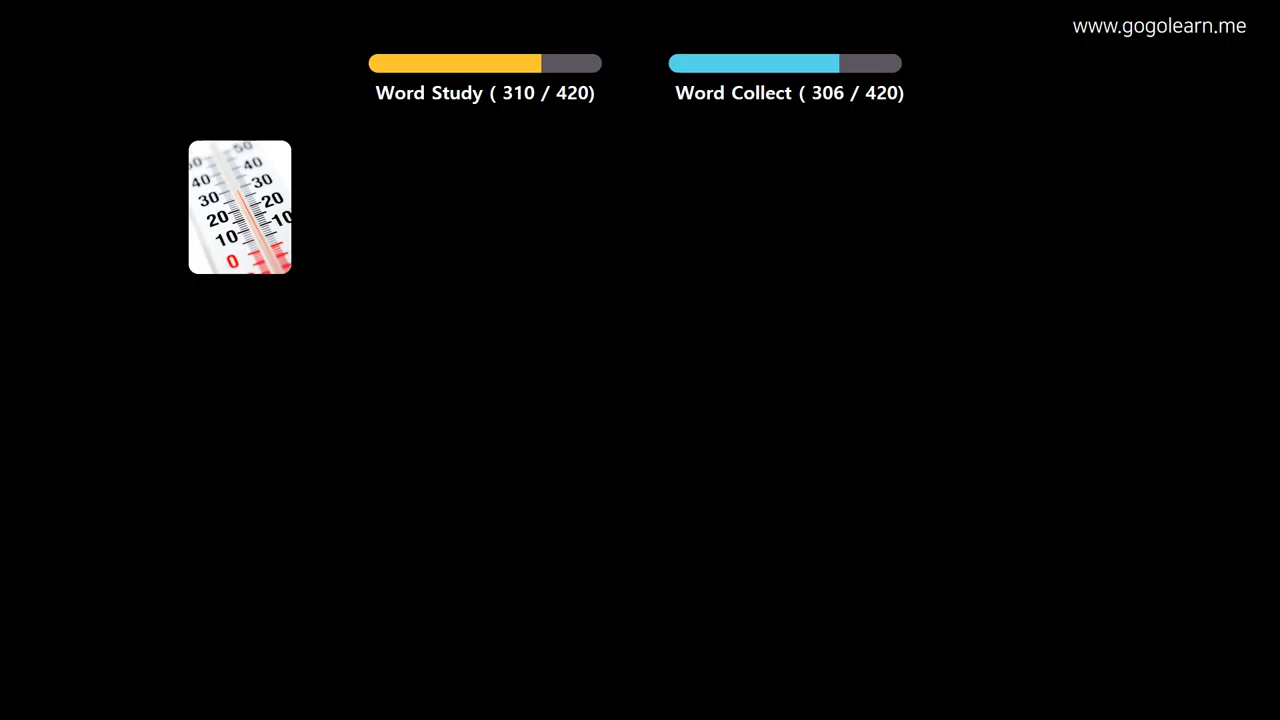 www.gogolearn.me
Word Study ( 310 / 420)
Word Collect ( 306 / 420)
50
40 40
30 30
20 20
10 10
0